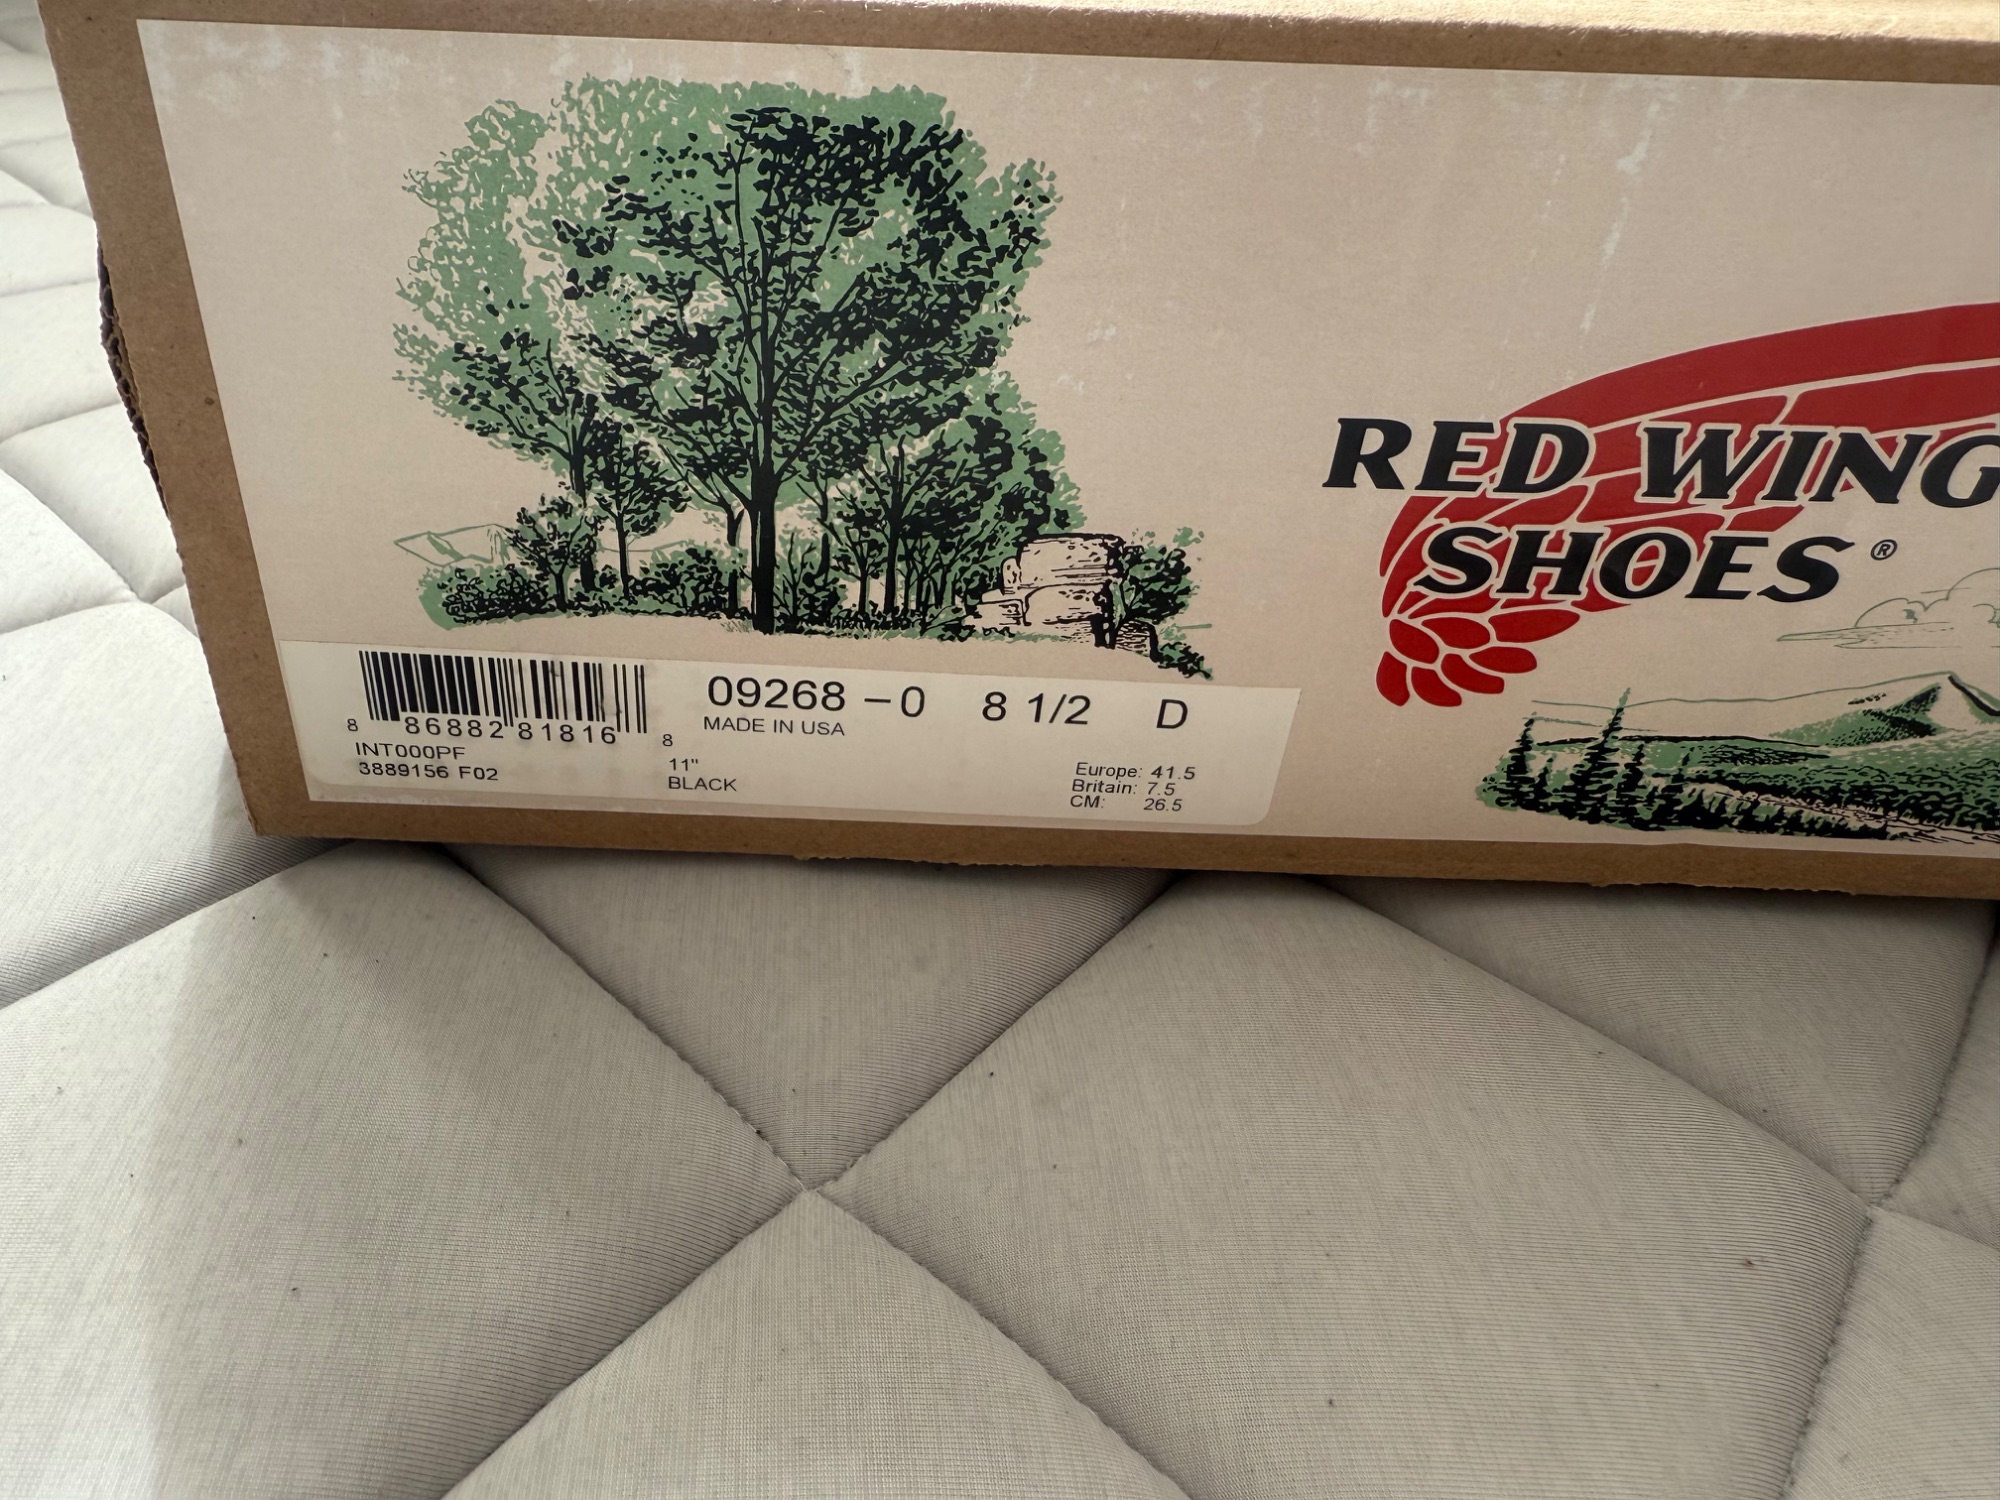 RED WING
SHOES®
8 86882 81816 8
09268 - 0 8 1/2 D
MADE IN USA
INT000PF
3889156 F02
11"
BLACK
Europe: 41.5
Britain: 7.5
CM: 26.5